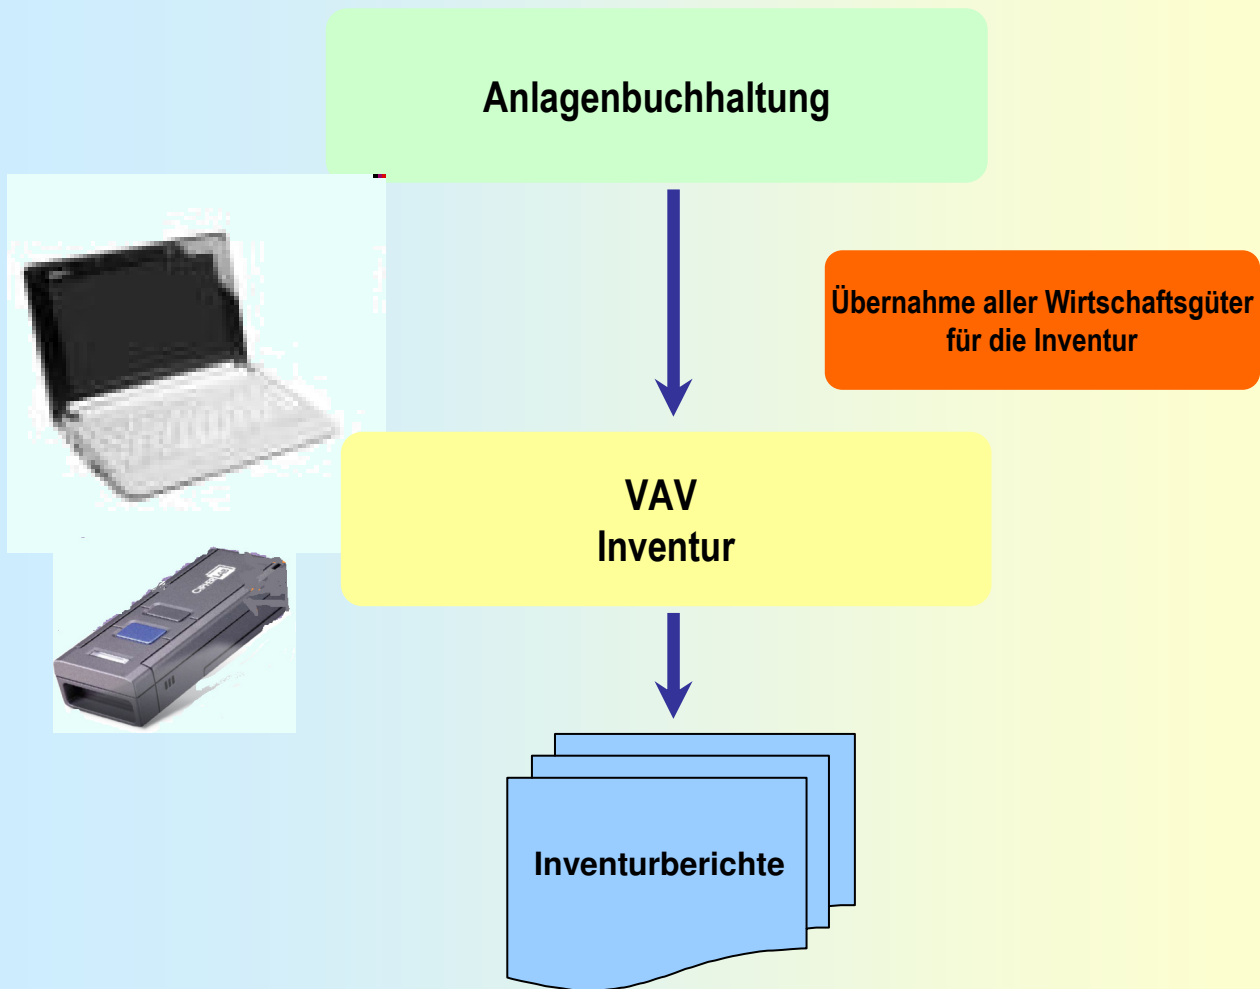 Anlagenbuchhaltung
Übernahme aller Wirtschaftsgüter
für die Inventur
VAV
Inventur
Inventurberichte